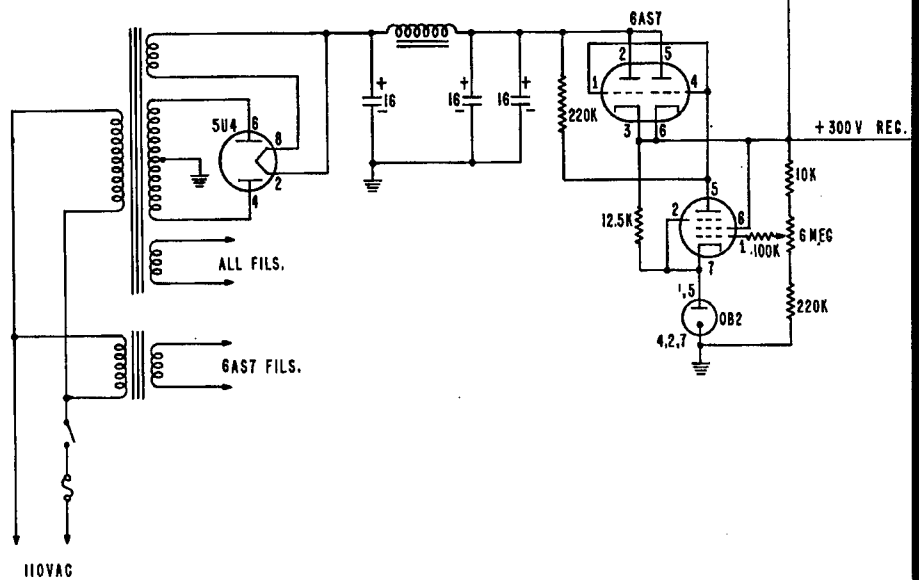 6AS7
2
5
1
4
+
16
-
+
16
-
+
16
-
220K
3
6
+300V REG.
5U4
6
8
2
4
10K
5
2
6
12.5K
6 MEG
1
100K
7
ALL FILS.
1,5
0B2
220K
4,2,7
6AS7 FILS.
110VAC